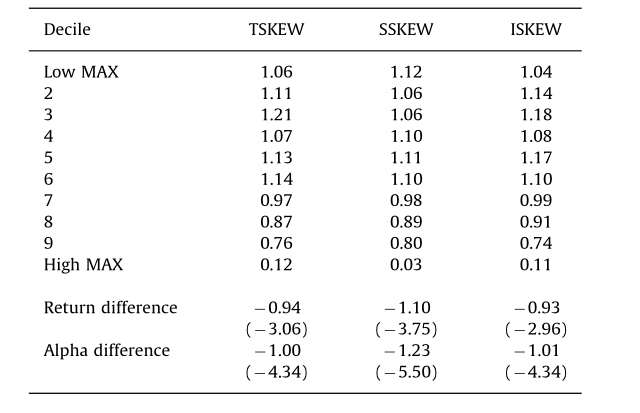 Decile TSKEW SSKEW ISKEW
Low MAX 1.06 1.12 1.04
2 1.11 1.06 1.14
3 1.21 1.06 1.18
4 1.07 1.10 1.08
5 1.13 1.11 1.17
6 1.14 1.10 1.10
7 0.97 0.98 0.99
8 0.87 0.89 0.91
9 0.76 0.80 0.74
High MAX 0.12 0.03 0.11
Return difference −0.94 −1.10 −0.93
(−3.06) (−3.75) (−2.96)
Alpha difference −1.00 −1.23 −1.01
(−4.34) (−5.50) (−4.34)